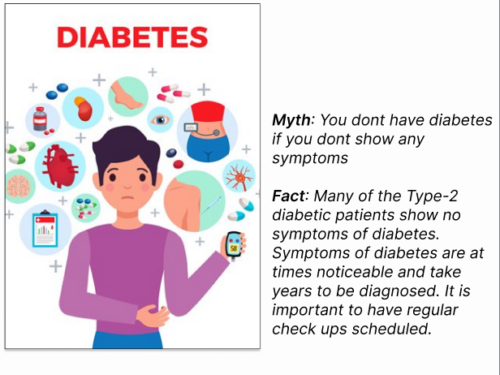 DIABETES
Myth: You dont have diabetes
if you dont show any
symptoms
Fact: Many of the Type-2
diabetic patients show no
symptoms of diabetes.
Symptoms of diabetes are at
times noticeable and take
years to be diagnosed. It is
important to have regular
check ups scheduled.